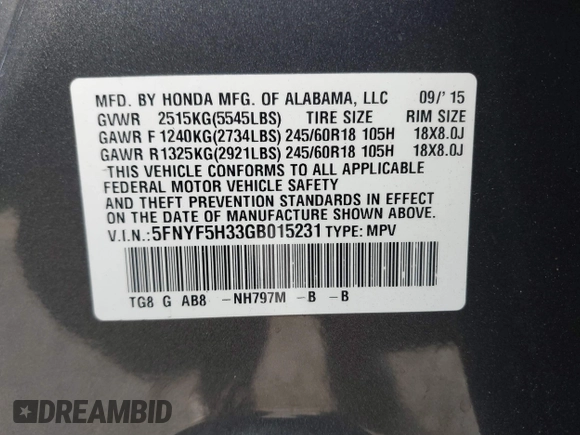 MFD. BY HONDA MFG. OF ALABAMA, LLC 09/'15
GVWR 2515KG(5545LBS) TIRE SIZE RIM SIZE
GAWR F 1240KG(2734LBS) 245/60R18 105H 18X8.0J
GAWR R1325KG(2921LBS) 245/60R18 105H 18X8.0J
THIS VEHICLE CONFORMS TO ALL APPLICABLE
FEDERAL MOTOR VEHICLE SAFETY
AND THEFT PREVENTION STANDARDS IN EFFECT
ON THE DATE OF MANUFACTURE SHOWN ABOVE.
V.I.N.:5FNYF5H33GB015231 TYPE: MPV
TG8 G AB8 -NH797M -B -B
DREAMBID